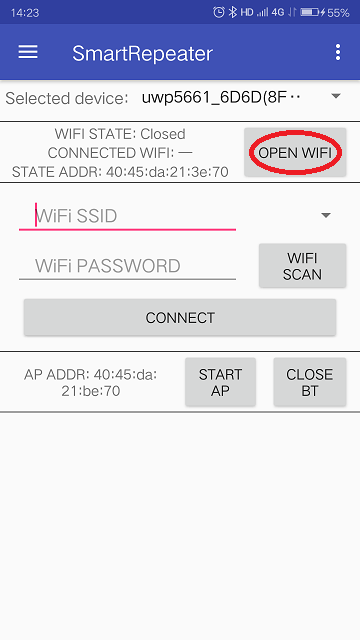 14:23 HD 4G 55%
SmartRepeater
Selected device: uwp5661_6D6D(8F··
WIFI STATE: Closed
CONNECTED WIFI: —
STATE ADDR: 40:45:da:21:3e:70
OPEN WIFI
WiFi SSID
WiFi PASSWORD
WIFI
SCAN
CONNECT
AP ADDR: 40:45:da:
21:be:70
START
AP
CLOSE
BT